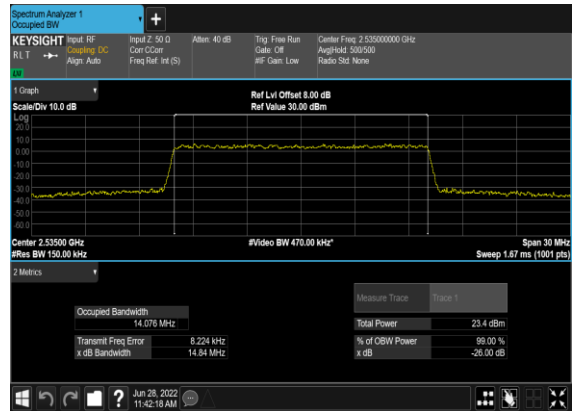 Spectrum Analyzer 1
Occupied BW
+
KEYSIGHT Input: RF Input Z: 50 Ω Atten: 40 dB Trig: Free Run Center Freq: 2.535000000 GHz
RLT Coupling: DC Corr CCorr Gate: Off Avg|Hold: 500/500
Align: Auto Freq Ref: Int (S) #IF Gain: Low Radio Std: None
LW
1 Graph
Ref Lvl Offset 8.00 dB
Scale/Div 10.0 dB Ref Value 30.00 dBm
Log
20.0
10.0
0.00
-10.0
-20.0
-30.0
-40.0
-50.0
-60.0
Center 2.53500 GHz #Video BW 470.00 kHz* Span 30 MHz
#Res BW 150.00 kHz Sweep 1.67 ms (1001 pts)
2 Metrics
Measure Trace Trace 1
Occupied Bandwidth
14.076 MHz Total Power 23.4 dBm
Transmit Freq Error 8.224 kHz % of OBW Power 99.00 %
x dB Bandwidth 14.84 MHz x dB -26.00 dB
? Jun 28, 2022
11:42:18 AM